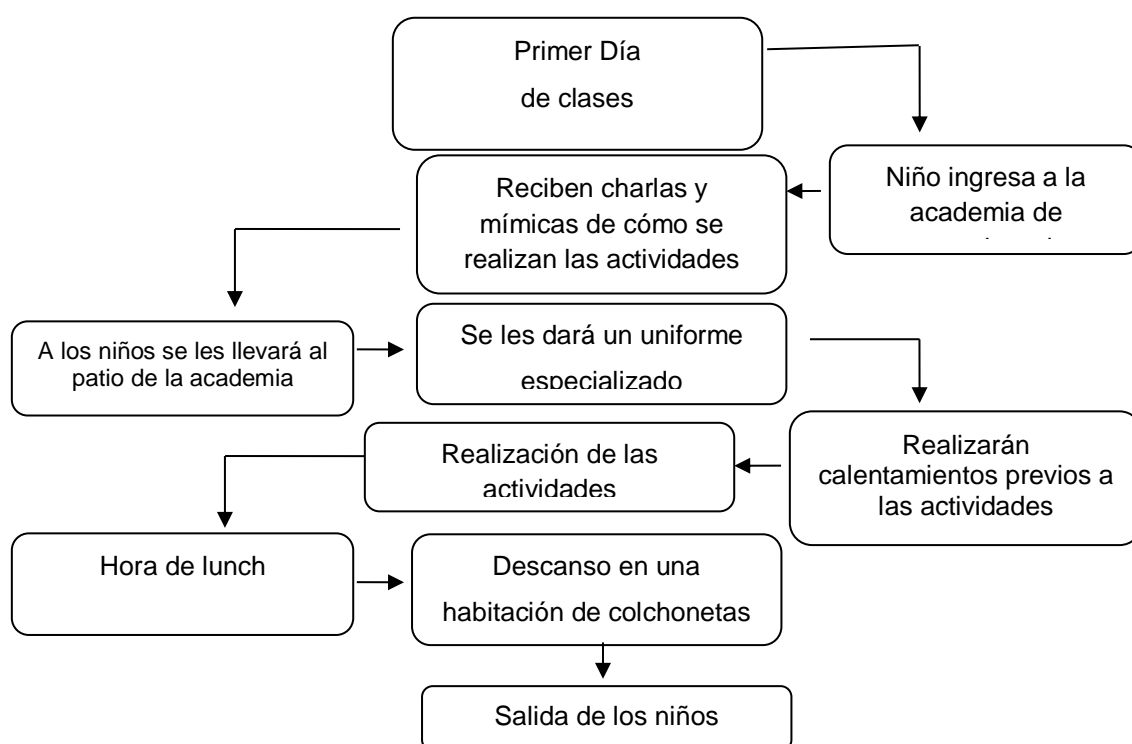 Primer Día
de clases
Niño ingresa a la
academia de
Reciben charlas y
mímicas de cómo se
realizan las actividades
A los niños se les llevará al
patio de la academia
Se les dará un uniforme
especializado
Realizarán
calentamientos previos a
las actividades
Realización de las
actividades
Hora de lunch
Descanso en una
habitación de colchonetas
Salida de los niños